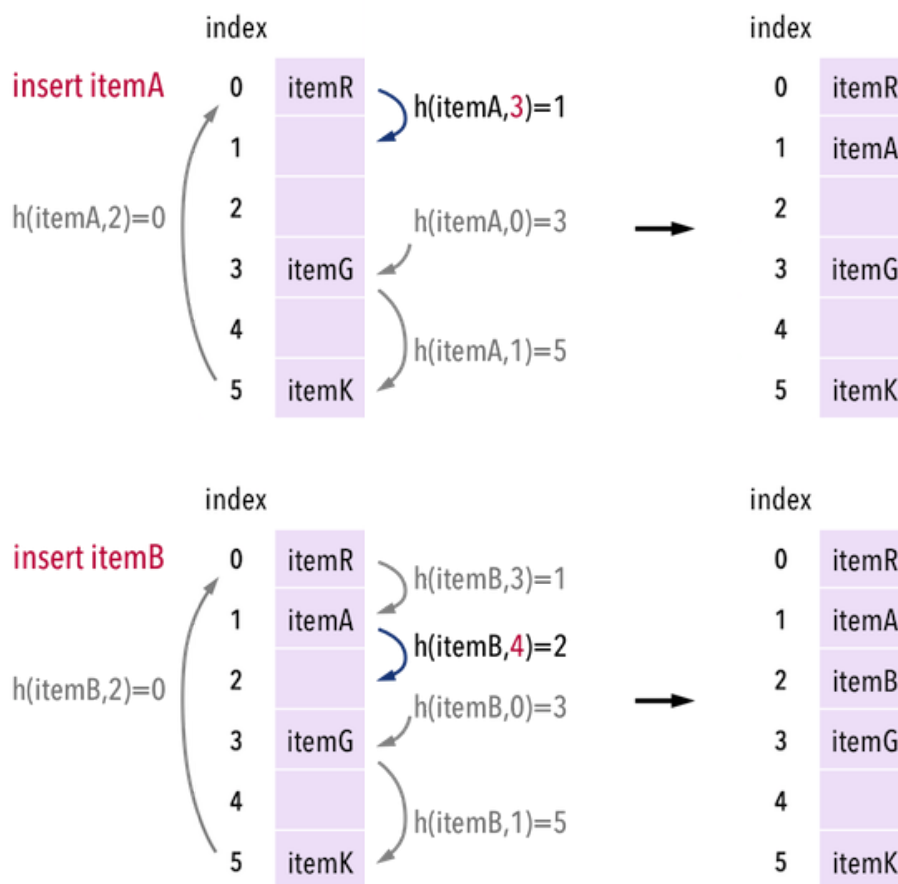 index index
insert itemA 0 itemR h(itemA,3)=1 0 itemR
1 1 itemA
h(itemA,2)=0 2 h(itemA,0)=3 2
3 itemG 3 itemG
4 h(itemA,1)=5 4
5 itemK 5 itemK
index index
insert itemB 0 itemR h(itemB,3)=1 0 itemR
1 itemA h(itemB,4)=2 1 itemA
h(itemB,2)=0 2 h(itemB,0)=3 2 itemB
3 itemG 3 itemG
4 h(itemB,1)=5 4
5 itemK 5 itemK